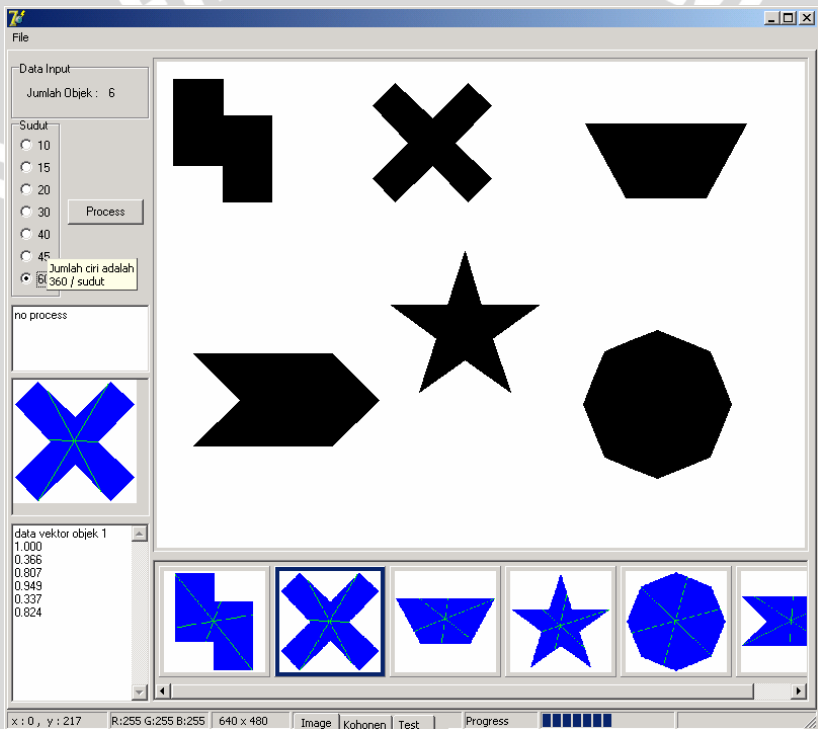 File
Data Input
Jumlah Objek : 6
Sudut
10
15
20
30
Process
40
45
Jumlah ciri adalah
360 / sudut
no process
data vektor objek 1
1.000
0.366
0.807
0.949
0.337
0.824
x : 0 , y : 217
R:255 G:255 B:255
640 x 480
Image
Kohonen
Test
Progress